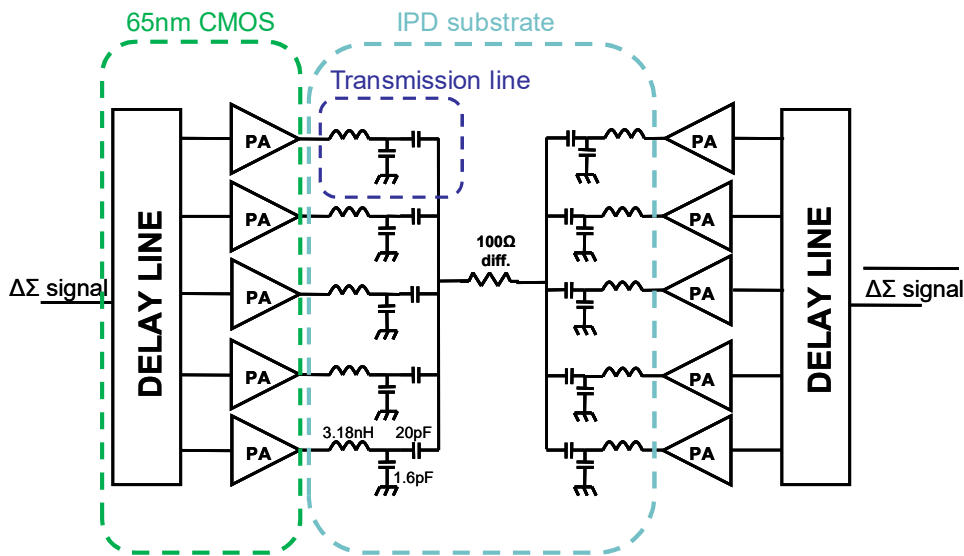 65nm CMOS
IPD substrate
Transmission line
PA
PA
PA
PA
PA
PA
PA
PA
PA
PA
DELAY LINE
DELAY LINE
100Ω
diff.
ΔΣ signal
ΔΣ signal
3.18nH
20pF
1.6pF